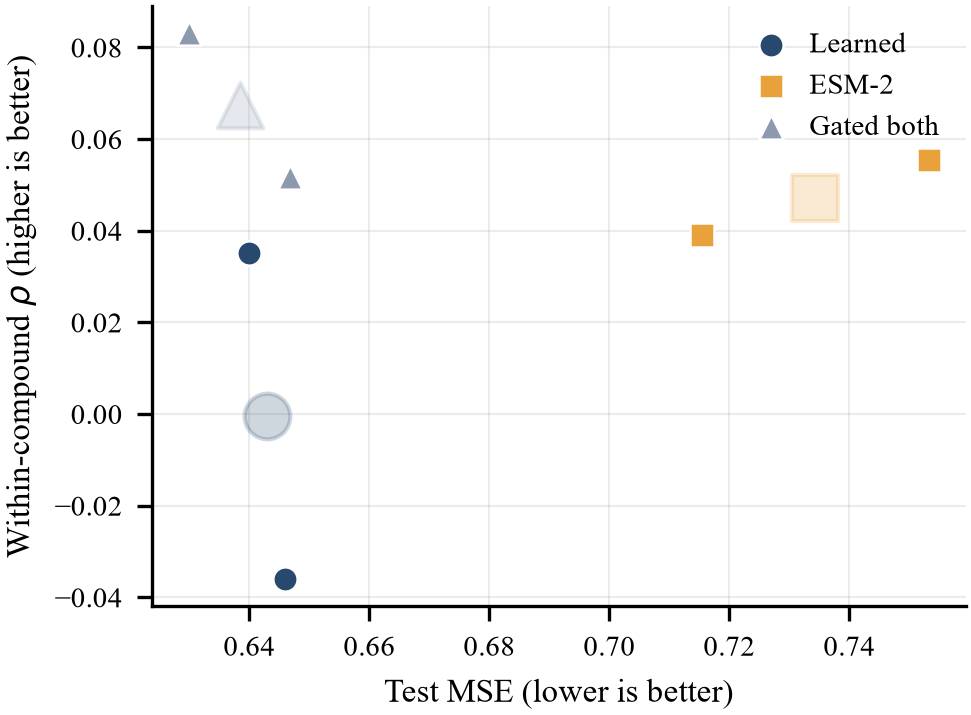 Within-compound ρ (higher is better)
0.08
0.06
0.04
0.02
0.00
−0.02
−0.04
Learned
ESM-2
Gated both
0.64 0.66 0.68 0.70 0.72 0.74
Test MSE (lower is better)